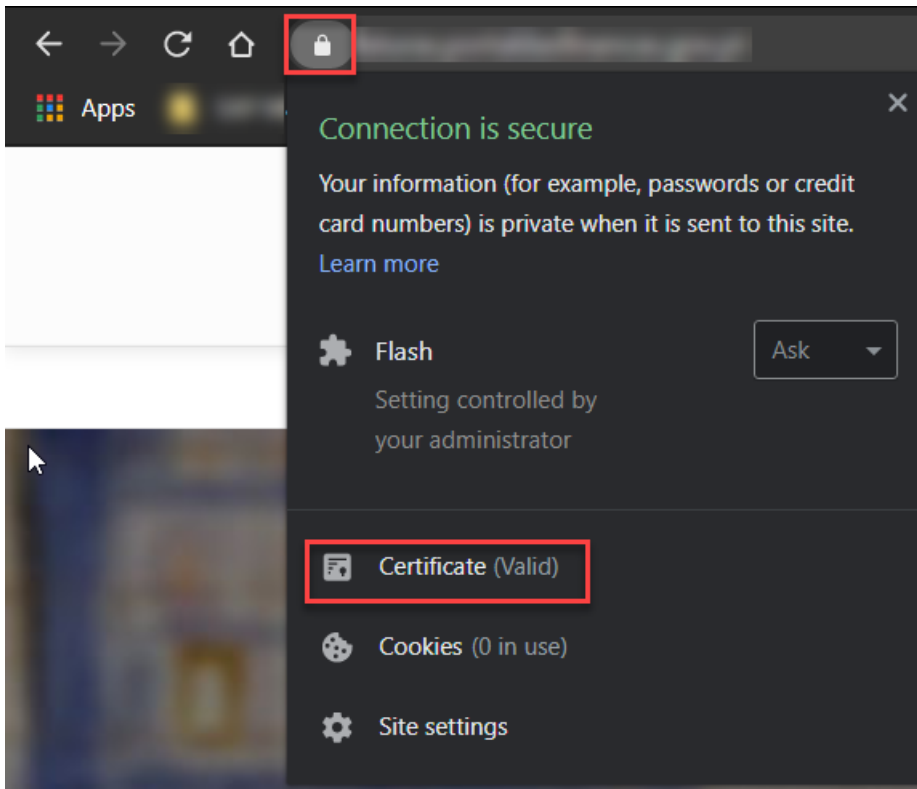 Apps
Connection is secure
Your information (for example, passwords or credit
card numbers) is private when it is sent to this site.
Learn more
Flash
Ask
Setting controlled by
your administrator
Certificate (Valid)
Cookies (0 in use)
Site settings